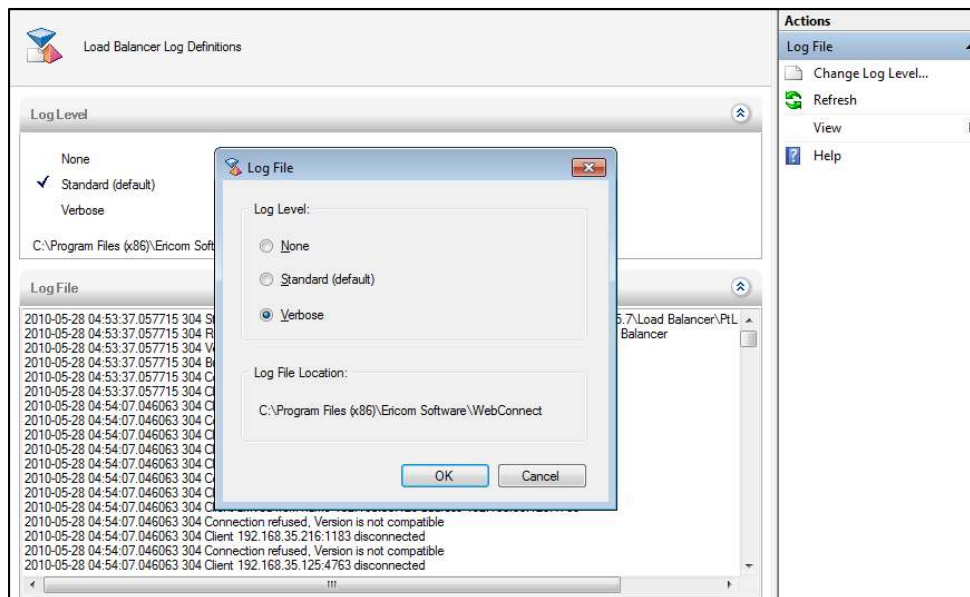 Load Balancer Log Definitions
Log Level
None
Standard (default)
Verbose
C:\Program Files (x86)\Ericom Soft
Log File
2010-05-28 04:53:37.057715 304 S
5.7\Load Balancer\PtL
2010-05-28 04:53:37.057715 304 R
Balancer
2010-05-28 04:53:37.057715 304 V
2010-05-28 04:53:37.057715 304 B
2010-05-28 04:53:37.057715 304 C
2010-05-28 04:53:37.057715 304 Cl
2010-05-28 04:54:07.046063 304 Cl
2010-05-28 04:54:07.046063 304 C
2010-05-28 04:54:07.046063 304 Cl
2010-05-28 04:54:07.046063 304 C
2010-05-28 04:54:07.046063 304 Cl
2010-05-28 04:54:07.046063 304 C
2010-05-28 04:54:07.046063 304 Cl
2010-05-28 04:54:07.046063 304
2010-05-28 04:54:07.046063 304 Connection refused, Version is not compatible
2010-05-28 04:54:07.046063 304 Client 192.168.35.216:1183 disconnected
2010-05-28 04:54:07.046063 304 Connection refused, Version is not compatible
2010-05-28 04:54:07.046063 304 Client 192.168.35.125:4763 disconnected
Log File
Log Level:
None
Standard (default)
Verbose
Log File Location:
C:\Program Files (x86)\Ericom Software\WebConnect
OK
Cancel
Actions
Log File
Change Log Level...
Refresh
View
Help